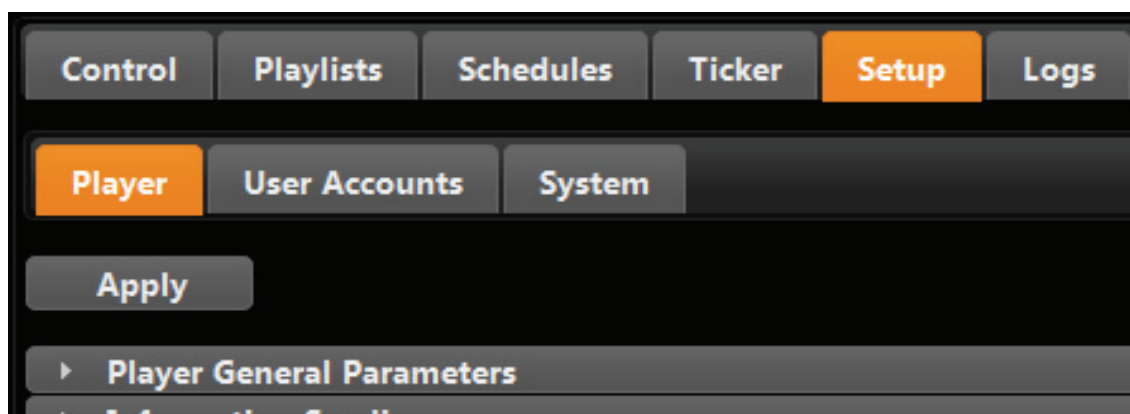 Control Playlists Schedules Ticker Setup Logs
Player User Accounts System
Apply
Player General Parameters